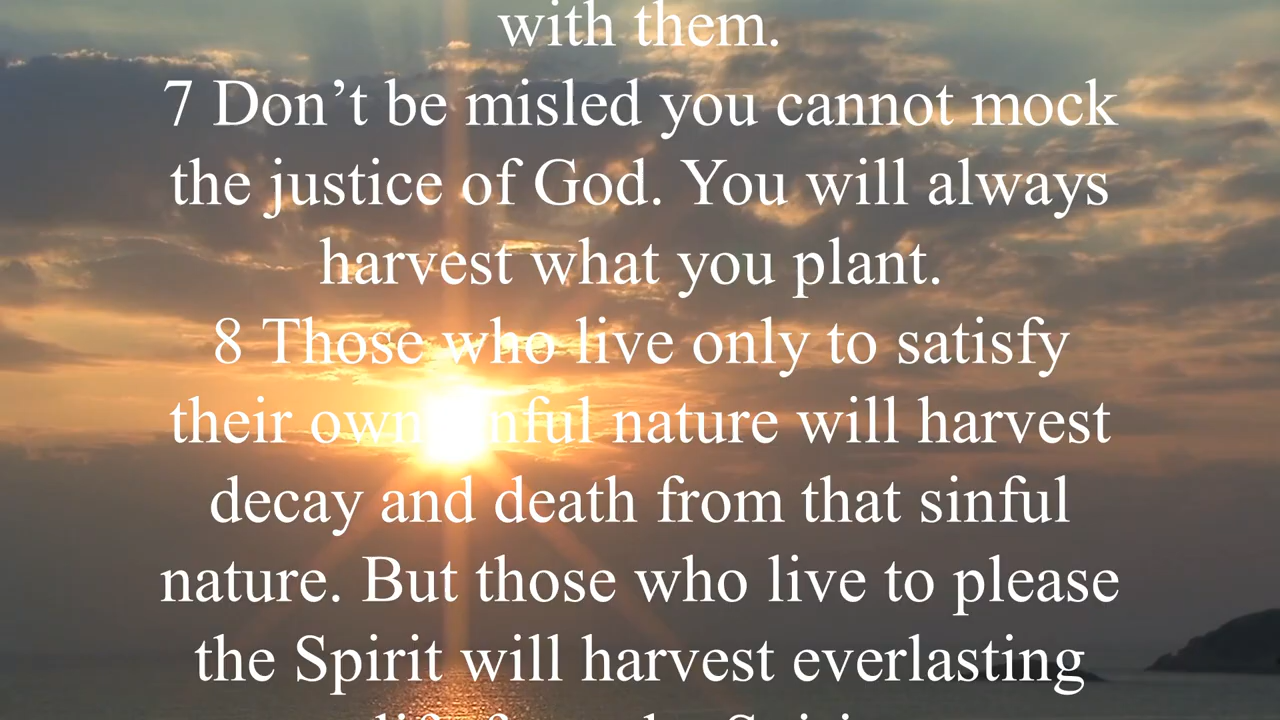 with them.
7 Don’t be misled you cannot mock
the justice of God. You will always
harvest what you plant.
8 Those who live only to satisfy
their own sinful nature will harvest
decay and death from that sinful
nature. But those who live to please
the Spirit will harvest everlasting